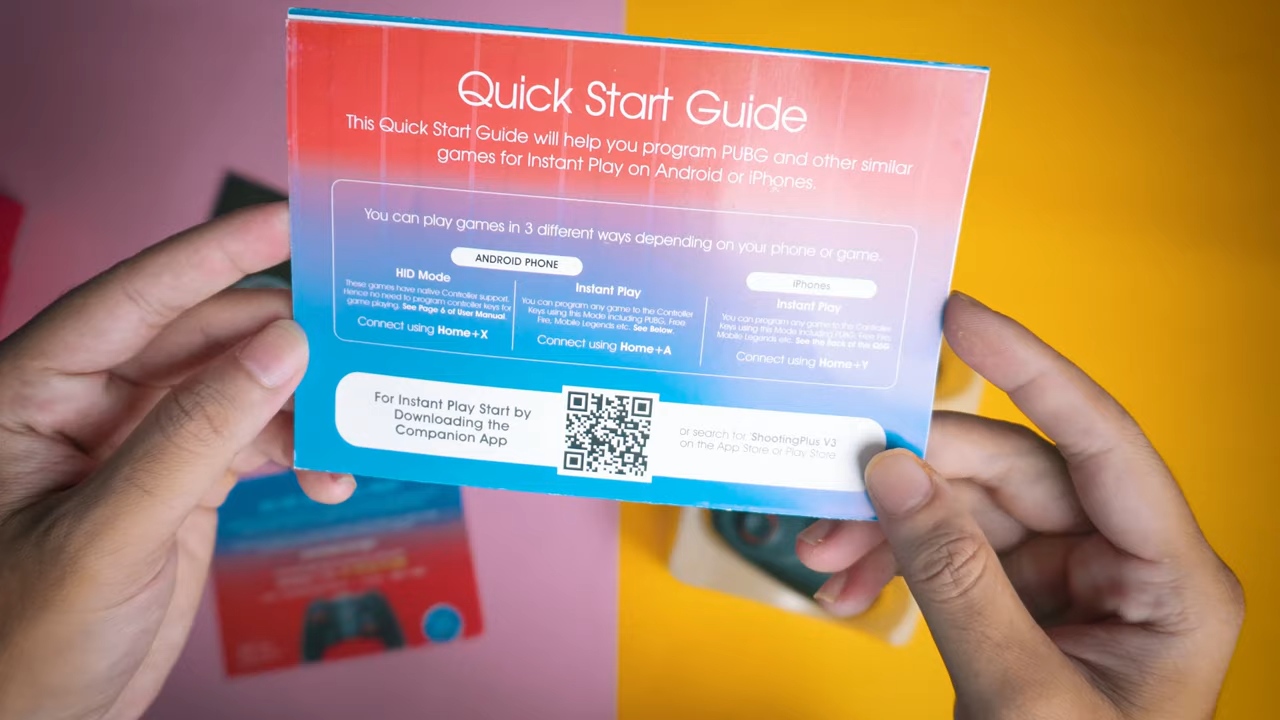 Quick Start Guide
This Quick Start Guide will help you program PUBG and other similar
games for Instant Play on Android or iPhones.
You can play games in 3 different ways depending on your phone or game.
ANDROID PHONE
HID Mode
These games have native Controller support.
Hence no need to program controller keys for
game playing. See Page 6 of User Manual
Connect using Home+X
Instant Play
You can program any game to the Controller
Keys using this Mode including PUBG, Free
Fire, Mobile Legends etc. See Below.
Connect using Home+A
iPhones
Instant Play
You can program any game to the Controller
Keys using this Mode including PUBG, Free Fire,
Mobile Legends etc. See the Back of the QSG
Connect using Home+Y
For Instant Play Start by
Downloading the
Companion App
or search for 'ShootingPlus V3
on the App Store or Play Store